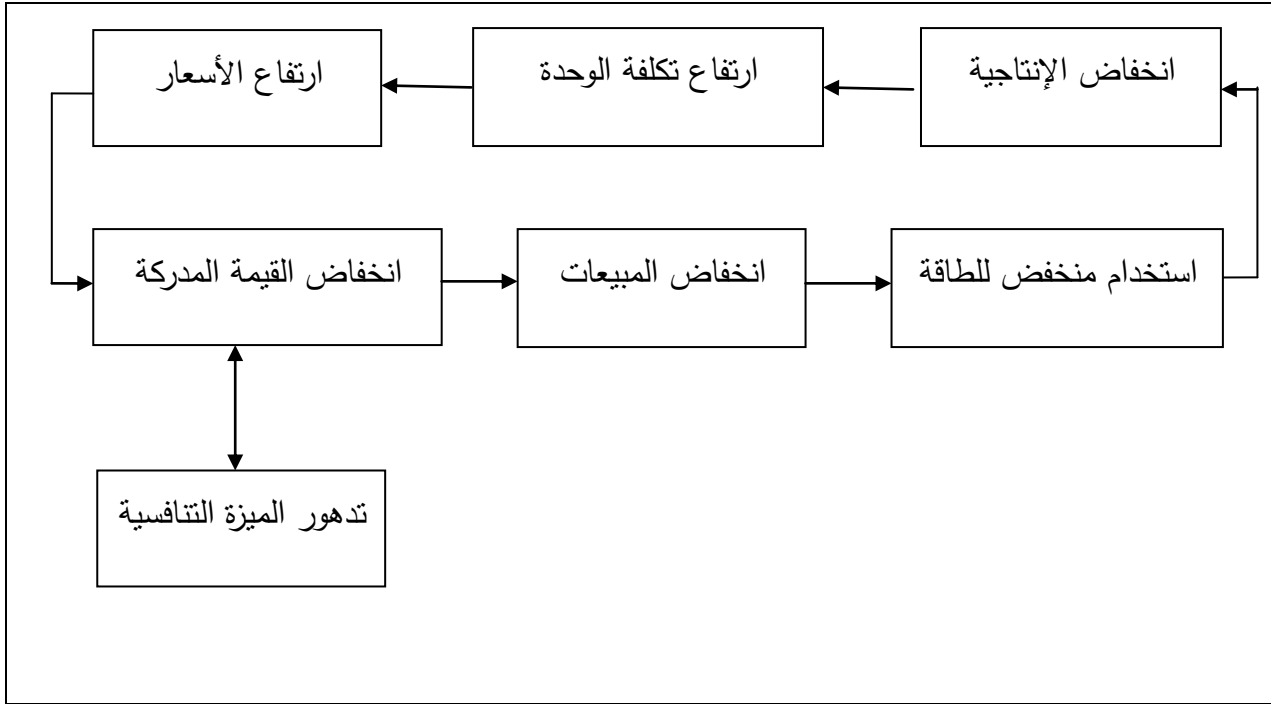 انخفاض الإنتاجية
ارتفاع تكلفة الوحدة
ارتفاع الأسعار
انخفاض القيمة المدركة
انخفاض المبيعات
استخدام منخفض للطاقة
تدهور الميزة التنافسية